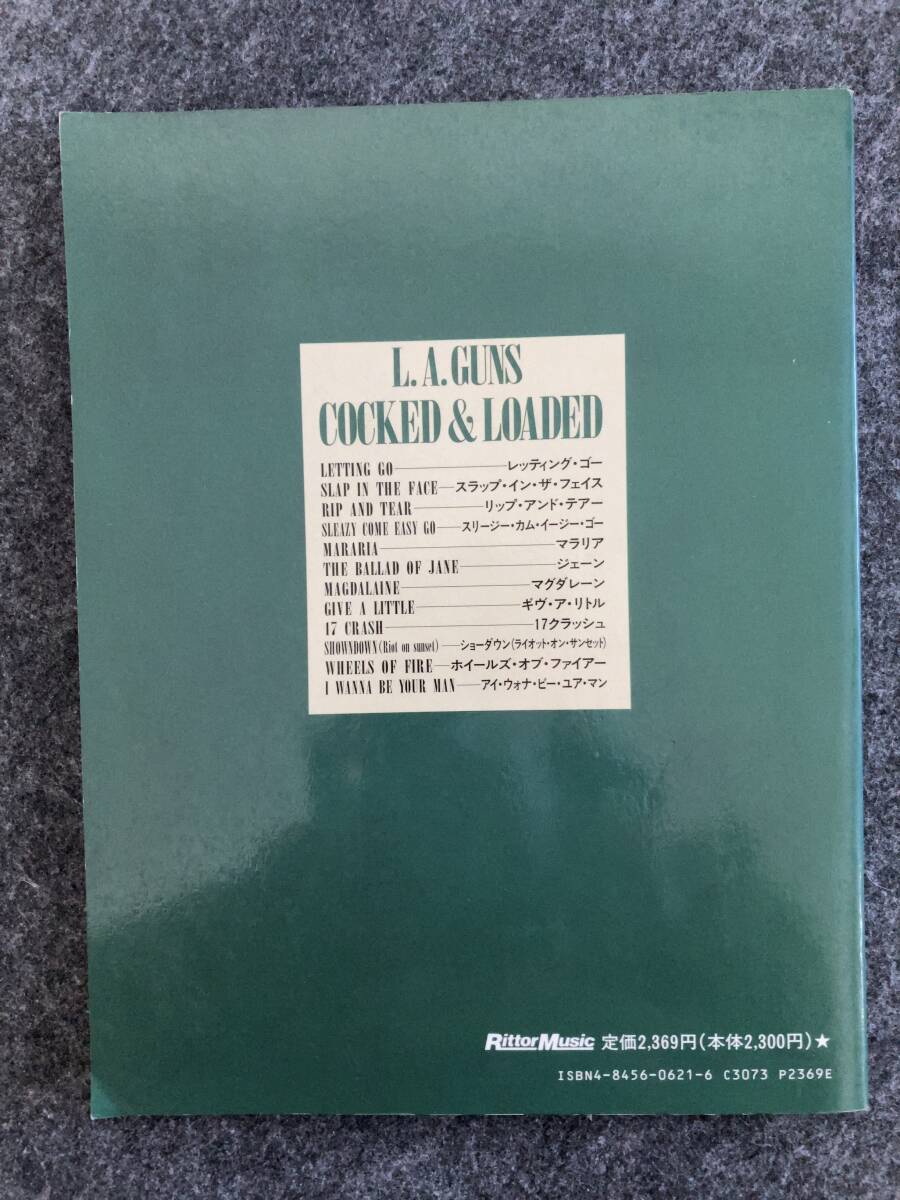 L.A.GUNS
COCKED & LOADED
LETTING GO──レッティング・ゴー
SLAP IN THE FACE──スラップ・イン・ザ・フェイス
RIP AND TEAR──リップ・アンド・テアー
SLEAZY COME EASY GO──スリージー・カム・イージー・ゴー
MARARIA──マラリア
THE BALLAD OF JANE──ジェーン
MAGDALAINE──マグダレーン
GIVE A LITTLE──ギヴ・ア・リトル
17 CRASH──17クラッシュ
SHOWNDOWN(Riot on sunset)──ショーダウン(ライオット・オン・サンセット)
WHEELS OF FIRE──ホイールズ・オブ・ファイアー
I WANNA BE YOUR MAN──アイ・ウォナ・ビー・ユア・マン
RittorMusic 定価2,369円(本体2,300円)★
ISBN4-8456-0621-6 C3073 P2369E